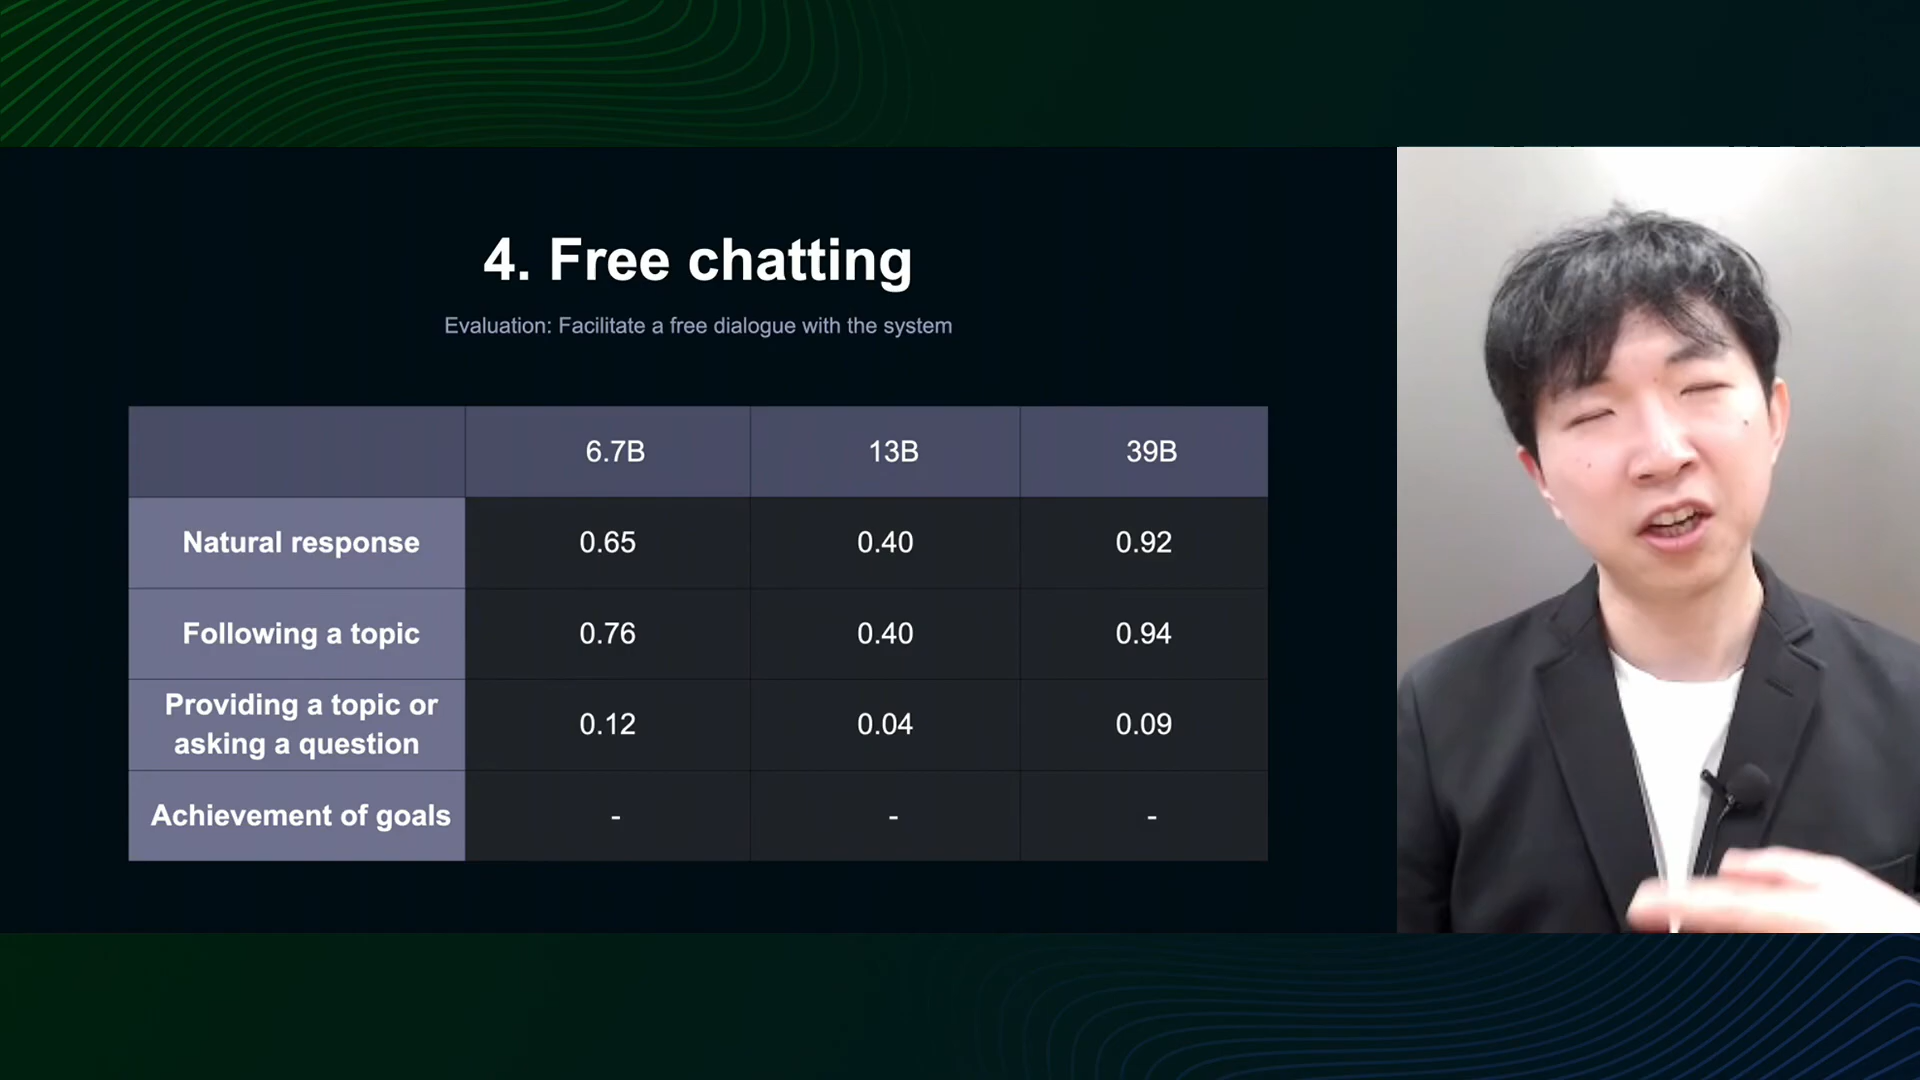 4. Free chatting
Evaluation: Facilitate a free dialogue with the system
6.7B 13B 39B
Natural response 0.65 0.40 0.92
Following a topic 0.76 0.40 0.94
Providing a topic or
asking a question 0.12 0.04 0.09
Achievement of goals - - -